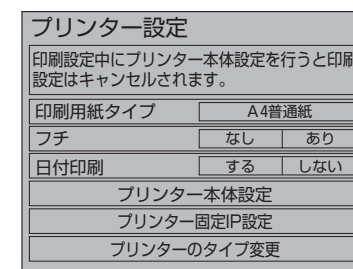 プリンター設定
印刷設定中にプリンター本体設定を行うと印刷
設定はキャンセルされます。
印刷用紙タイプ A4普通紙
フチ なし あり
日付印刷 する しない
プリンター本体設定
プリンター固定IP設定
プリンターのタイプ変更